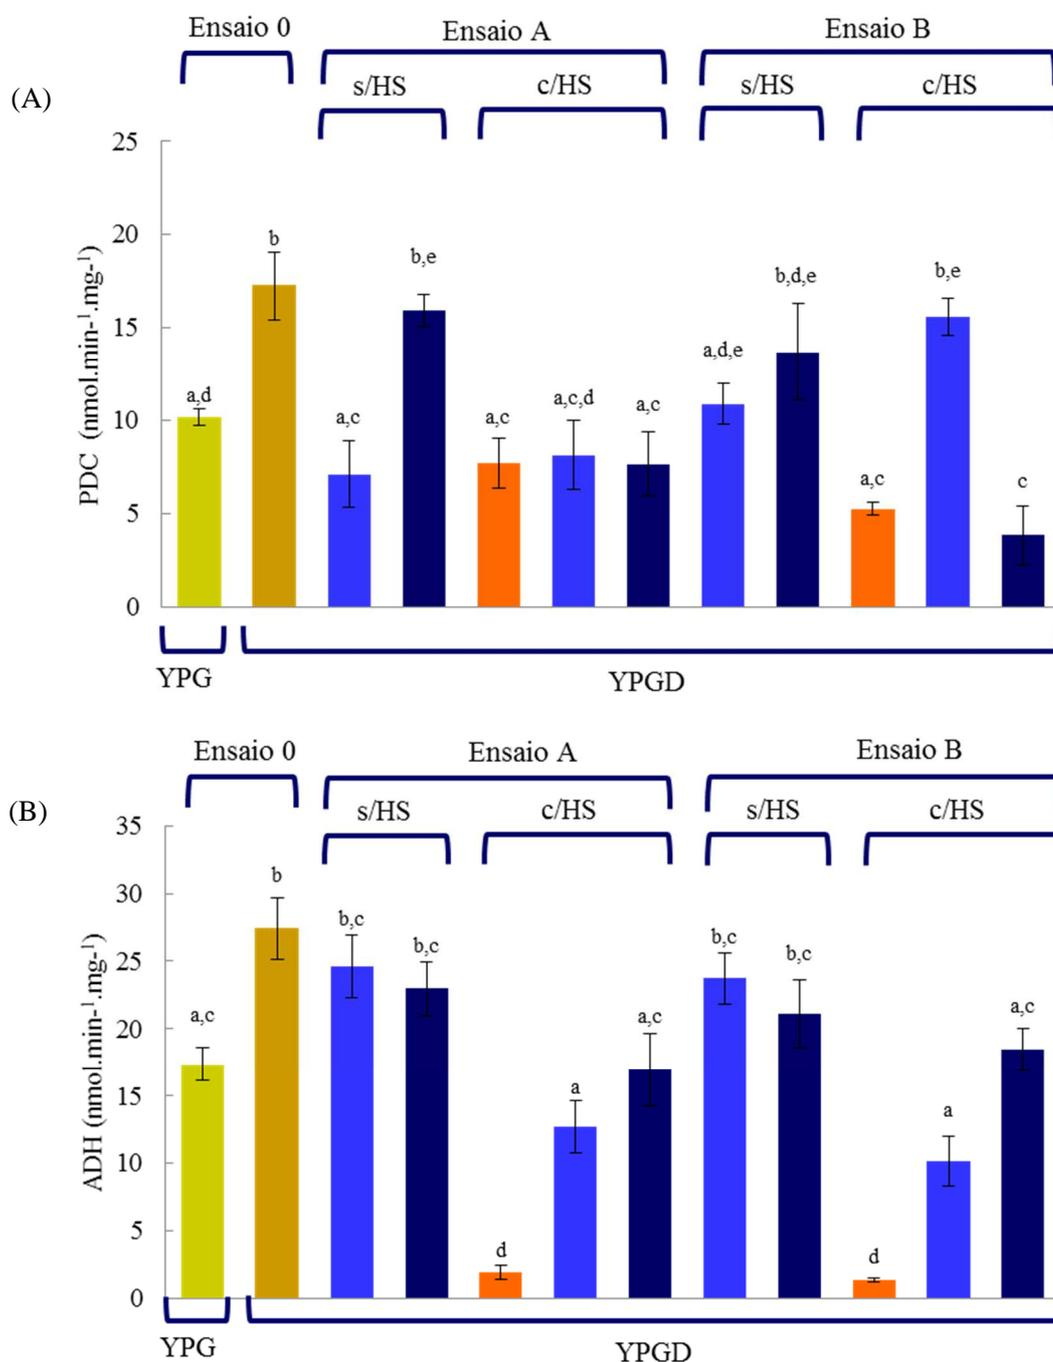 Ensaio 0 Ensaio A Ensaio B
s/HS c/HS s/HS c/HS
(A)
25
20
15
10
5
0
PDC (nmol.min-¹.mg-¹)
a,d b a,c b,e a,c a,c,d a,c a,d,e b,d,e a,c b,e c
YPG YPGD
Ensaio 0 Ensaio A Ensaio B
s/HS c/HS s/HS c/HS
(B)
35
30
25
20
15
10
5
0
ADH (nmol.min-¹.mg-¹)
a,c b b,c b,c d a a,c b,c b,c d a a,c
YPG YPGD